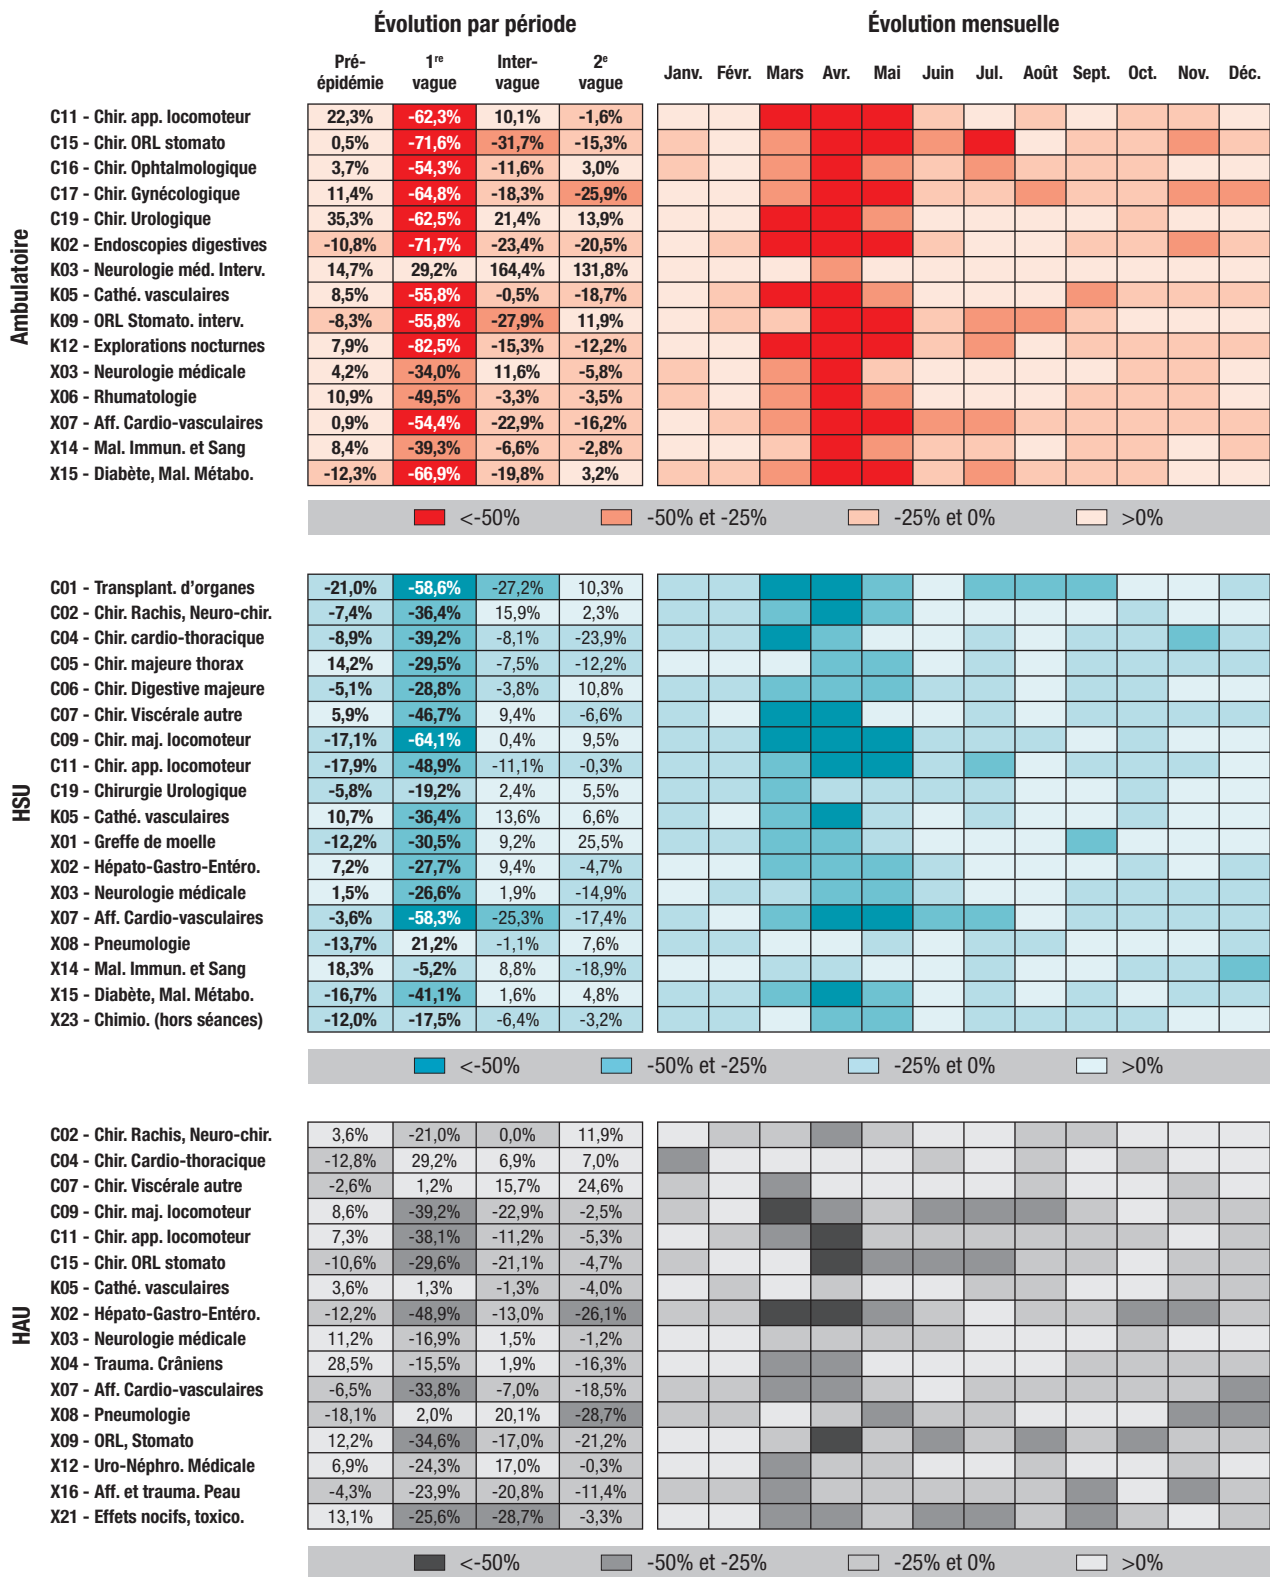 Évolution par période Évolution mensuelle
Pré-épidémie 1re vague Inter-vague 2e vague Janv. Févr. Mars Avr. Mai Juin Jul. Août Sept. Oct. Nov. Déc.
Ambulatoire
C11 - Chir. app. locomoteur 22,3% -62,3% 10,1% -1,6%
C15 - Chir. ORL stomato 0,5% -71,6% -31,7% -15,3%
C16 - Chir. Ophtalmologique 3,7% -54,3% -11,6% 3,0%
C17 - Chir. Gynécologique 11,4% -64,8% -18,3% -25,9%
C19 - Chir. Urologique 35,3% -62,5% 21,4% 13,9%
K02 - Endoscopies digestives -10,8% -71,7% -23,4% -20,5%
K03 - Neurologie méd. Interv. 14,7% 29,2% 164,4% 131,8%
K05 - Cathé. vasculaires 8,5% -55,8% -0,5% -18,7%
K09 - ORL Stomato. interv. -8,3% -55,8% -27,9% 11,9%
K12 - Explorations nocturnes 7,9% -82,5% -15,3% -12,2%
X03 - Neurologie médicale 4,2% -34,0% 11,6% -5,8%
X06 - Rhumatologie 10,9% -49,5% -3,3% -3,5%
X07 - Aff. Cardio-vasculaires 0,9% -54,4% -22,9% -16,2%
X14 - Mal. Immun. et Sang 8,4% -39,3% -6,6% -2,8%
X15 - Diabète, Mal. Métabo. -12,3% -66,9% -19,8% 3,2%
<-50% -50% et -25% -25% et 0% >0%
HSU
C01 - Transplant. d’organes -21,0% -58,6% -27,2% 10,3%
C02 - Chir. Rachis, Neuro-chir. -7,4% -36,4% 15,9% 2,3%
C04 - Chir. cardio-thoracique -8,9% -39,2% -8,1% -23,9%
C05 - Chir. majeure thorax 14,2% -29,5% -7,5% -12,2%
C06 - Chir. Digestive majeure -5,1% -28,8% -3,8% 10,8%
C07 - Chir. Viscérale autre 5,9% -46,7% 9,4% -6,6%
C09 - Chir. maj. locomoteur -17,1% -64,1% 0,4% 9,5%
C11 - Chir. app. locomoteur -17,9% -48,9% -11,1% -0,3%
C19 - Chirurgie Urologique -5,8% -19,2% 2,4% 5,5%
K05 - Cathé. vasculaires 10,7% -36,4% 13,6% 6,6%
X01 - Greffe de moelle -12,2% -30,5% 9,2% 25,5%
X02 - Hépato-Gastro-Entéro. 7,2% -27,7% 9,4% -4,7%
X03 - Neurologie médicale 1,5% -26,6% 1,9% -14,9%
X07 - Aff. Cardio-vasculaires -3,6% -58,3% -25,3% -17,4%
X08 - Pneumologie -13,7% 21,2% -1,1% 7,6%
X14 - Mal. Immun. et Sang 18,3% -5,2% 8,8% -18,9%
X15 - Diabète, Mal. Métabo. -16,7% -41,1% 1,6% 4,8%
X23 - Chimio. (hors séances) -12,0% -17,5% -6,4% -3,2%
<-50% -50% et -25% -25% et 0% >0%
HAU
C02 - Chir. Rachis, Neuro-chir. 3,6% -21,0% 0,0% 11,9%
C04 - Chir. Cardio-thoracique -12,8% 29,2% 6,9% 7,0%
C07 - Chir. Viscérale autre -2,6% 1,2% 15,7% 24,6%
C09 - Chir. maj. locomoteur 8,6% -39,2% -22,9% -2,5%
C11 - Chir. app. locomoteur 7,3% -38,1% -11,2% -5,3%
C15 - Chir. ORL stomato -10,6% -29,6% -21,1% -4,7%
K05 - Cathé. vasculaires 3,6% 1,3% -1,3% -4,0%
X02 - Hépato-Gastro-Entéro. -12,2% -48,9% -13,0% -26,1%
X03 - Neurologie médicale 11,2% -16,9% 1,5% -1,2%
X04 - Trauma. Crâniens 28,5% -15,5% 1,9% -16,3%
X07 - Aff. Cardio-vasculaires -6,5% -33,8% -7,0% -18,5%
X08 - Pneumologie -18,1% 2,0% 20,1% -28,7%
X09 - ORL, Stomato 12,2% -34,6% -17,0% -21,2%
X12 - Uro-Néphro. Médicale 6,9% -24,3% 17,0% -0,3%
X16 - Aff. et trauma. Peau -4,3% -23,9% -20,8% -11,4%
X21 - Effets nocifs, toxico. 13,1% -25,6% -28,7% -3,3%
<-50% -50% et -25% -25% et 0% >0%